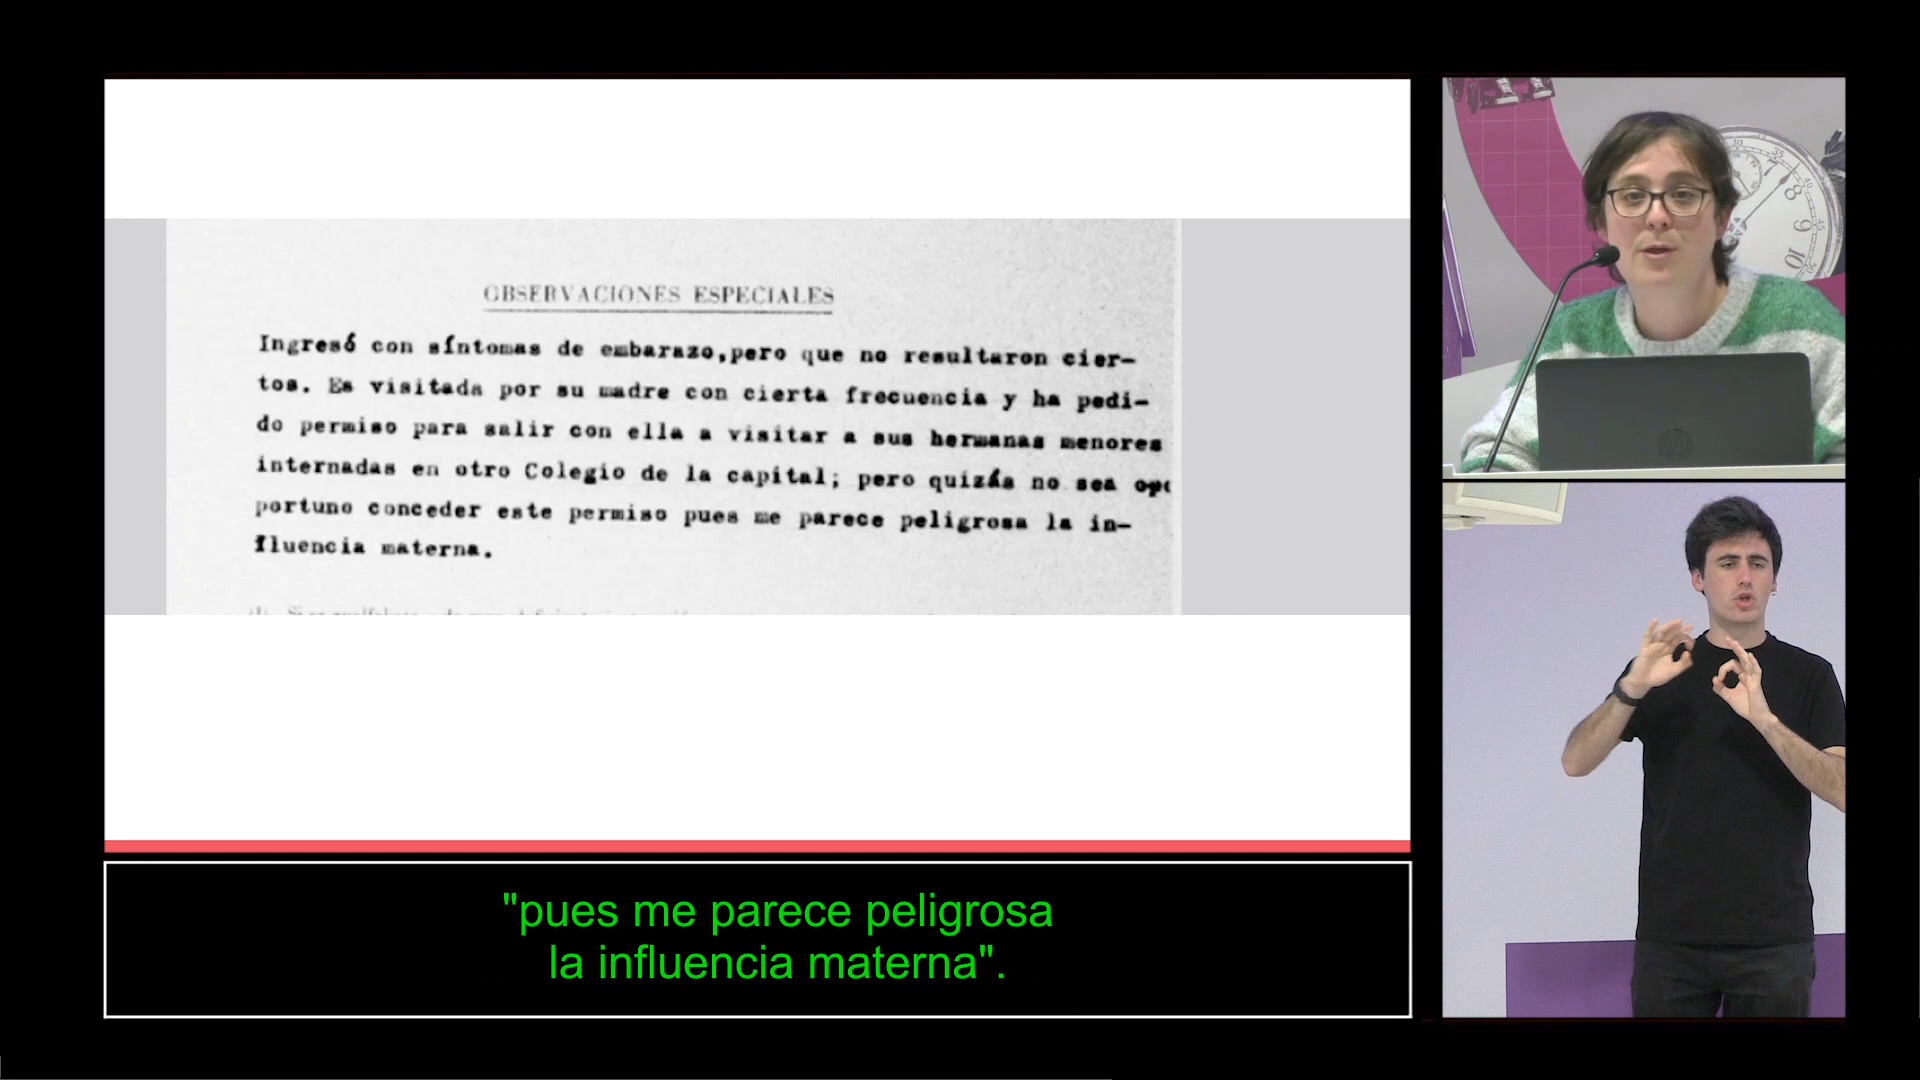 OBSERVACIONES ESPECIALES
Ingresó con síntomas de embarazo,pero que no resultaron cier-
tos. Es visitada por su madre con cierta frecuencia y ha pedi-
do permiso para salir con ella a visitar a sus hermanas menores
internadas en otro Colegio de la capital; pero quizás no sea opo
portuno conceder este permiso pues me parece peligrosa la in-
fluencia materna.
"pues me parece peligrosa
la influencia materna".